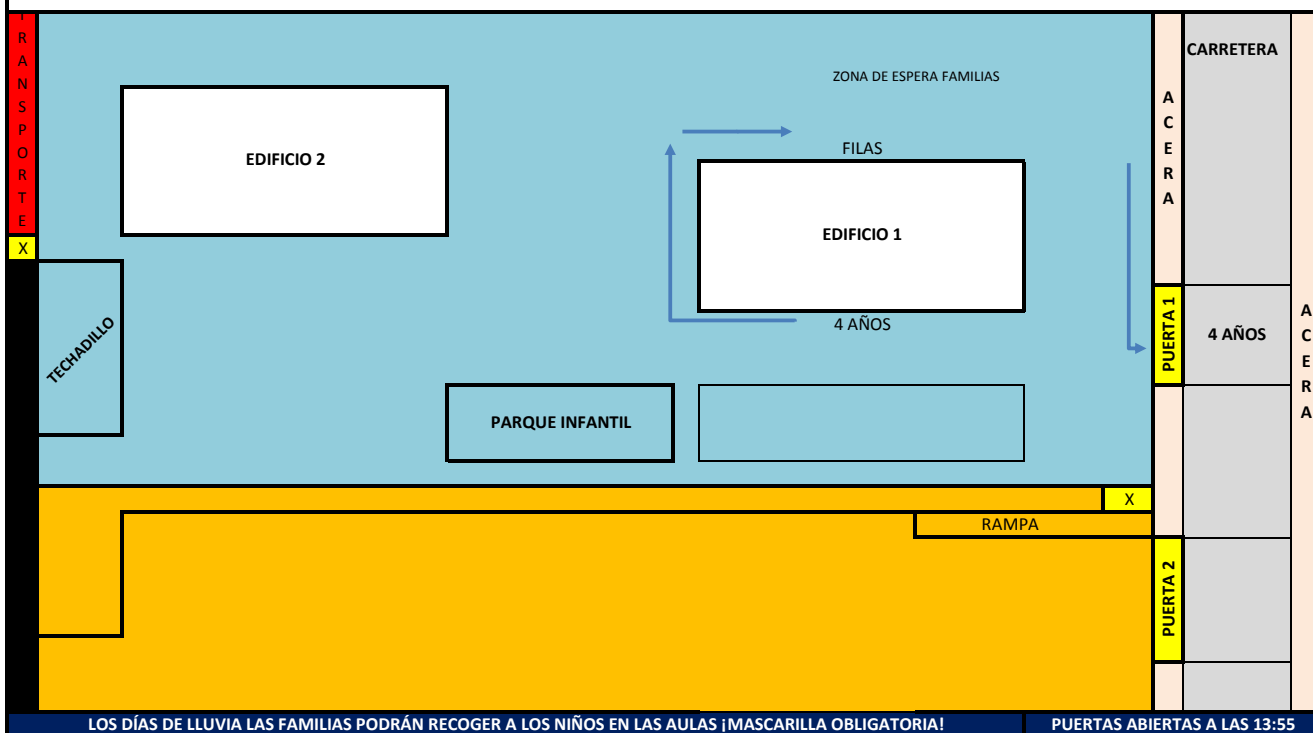 TRANSPORTE
CARRETERA
ZONA DE ESPERA FAMILIAS
ACERA
EDIFICIO 2
FILAS
EDIFICIO 1
X
TECHADILLO
4 AÑOS
PUERTA 1
4 AÑOS
ACERA
PARQUE INFANTIL
X
RAMPA
PUERTA 2
LOS DÍAS DE LLUVIA LAS FAMILIAS PODRÁN RECOGER A LOS NIÑOS EN LAS AULAS ¡MASCARILLA OBLIGATORIA!
PUERTAS ABIERTAS A LAS 13:55